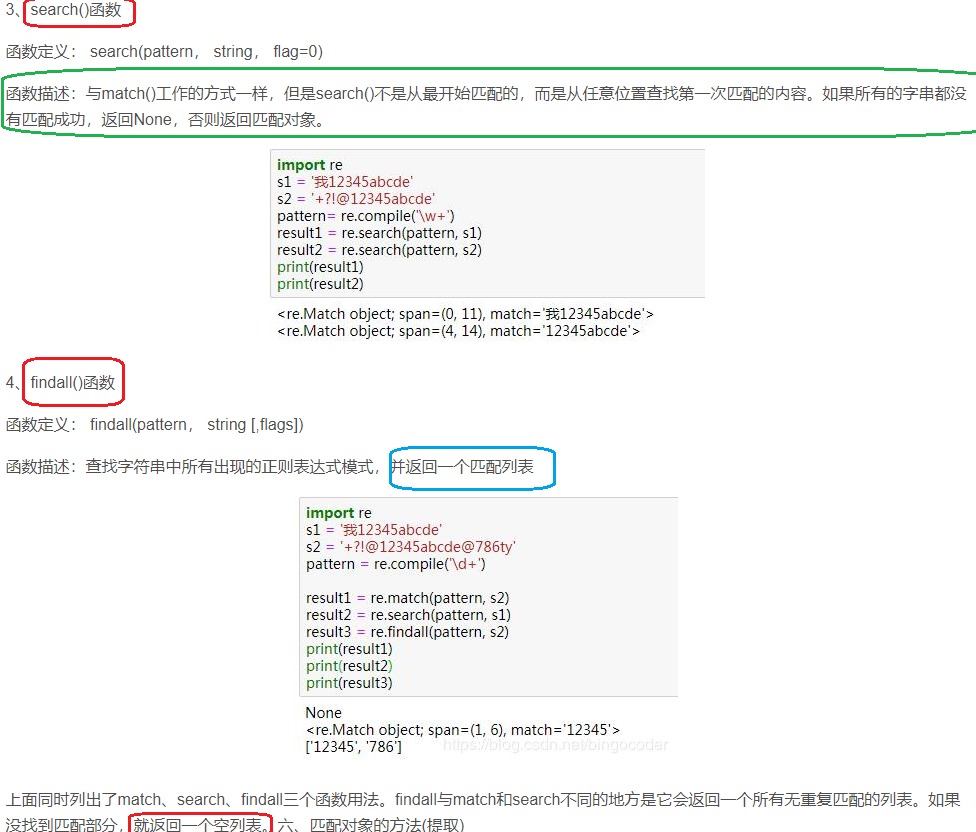 3、search()函数
函数定义： search(pattern， string， flag=0)
函数描述：与match()工作的方式一样，但是search()不是从最开始匹配的，而是从任意位置查找第一次匹配的内容。如果所有的字串都没
有匹配成功，返回None，否则返回匹配对象。
import re
s1 = '我12345abcde'
s2 = '+?!@12345abcde'
pattern= re.compile('\w+')
result1 = re.search(pattern, s1)
result2 = re.search(pattern, s2)
print(result1)
print(result2)
<re.Match object; span=(0, 11), match='我12345abcde'>
<re.Match object; span=(4, 14), match='12345abcde'>
4、findall()函数
函数定义： findall(pattern， string [,flags])
函数描述：查找字符串中所有出现的正则表达式模式，并返回一个匹配列表
import re
s1 = '我12345abcde'
s2 = '+?!@12345abcde@786ty'
pattern = re.compile('\d+')
result1 = re.match(pattern, s2)
result2 = re.search(pattern, s1)
result3 = re.findall(pattern, s2)
print(result1)
print(result2)
print(result3)
None
<re.Match object; span=(1, 6), match='12345'>
['12345', '786']
https://blog.csdn.net/bingocoder
上面同时列出了match、search、findall三个函数用法。findall与match和search不同的地方是它会返回一个所有无重复匹配的列表。如果
没找到匹配部分，就返回一个空列表。六、匹配对象的方法(提取)